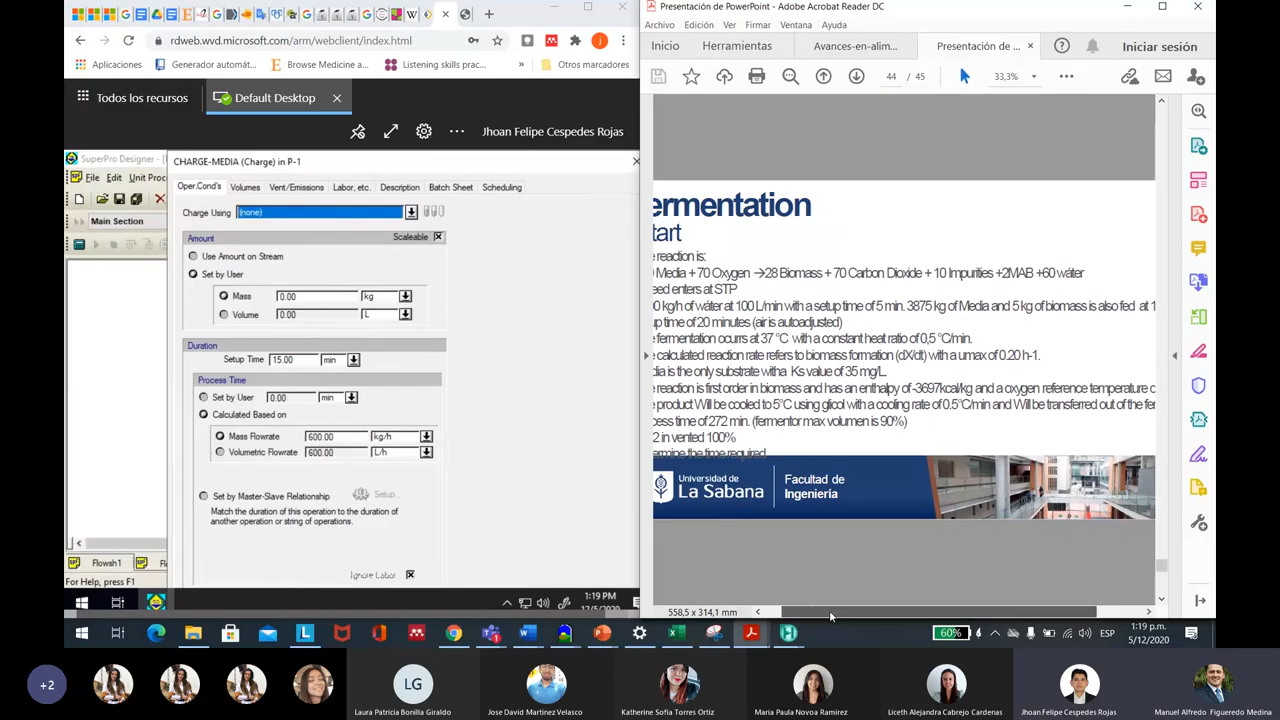 rdweb.wvd.microsoft.com/arm/webclient/index.html
Aplicaciones
Generador automát...
Browse Medicine a...
Listening skills prac...
»
Otros marcadores
Todos los recursos
Default Desktop
Jhoan Felipe Cespedes Rojas
SuperPro Designer - [
File Edit Unit Proc
Main Section
CHARGE-MEDIA (Charge) in P-1
Oper.Cond's Volumes Vent/Emissions Labor, etc. Description Batch Sheet Scheduling
Charge Using (none)
Amount Scaleable
Use Amount on Stream
Set by User
Mass 0.00 kg
Volume 0.00 L
Duration
Setup Time 15.00 min
Process Time
Set by User 0.00 min
Calculated Based on
Mass Flowrate 600.00 kg/h
Volumetric Flowrate 600.00 L/h
Set by Master-Slave Relationship Setup...
Match the duration of this operation to the duration of
another operation or string of operations.
Ignore Labor
Flowsh1
For Help, press F1
1:19 PM
12/5/2020
Presentación de PowerPoint - Adobe Acrobat Reader DC
Archivo Edición Ver Firmar Ventana Ayuda
Inicio Herramientas Avances-en-alim... Presentación de ... Iniciar sesión
44 / 45 33,3%
ermentation
tart
e reaction is:
0 Media + 70 Oxygen →28 Biomass + 70 Carbon Dioxide + 10 Impurities +2MAB +60 water
eed enters at STP
00 kg/h of water at 100 L/min with a setup time of 5 min. 3875 kg of Media and 5 kg of biomass is also fed at 1
up time of 20 minutes (air is autoadjusted)
e fermentation ocurrs at 37 °C with a constant heat ratio of 0,5 °C/min.
e calculated reaction rate refers to biomass formation (dX/dt) with a umax of 0.20 h-1.
dia is the only substrate with a Ks value of 35 mg/L.
e reaction is first order in biomass and has an enthalpy of -3697kcal/kg and a oxygen reference temperature o
e product Will be cooled to 5°C using glicol with a cooling rate of 0.5°C/min and Will be transferred out of the fer
cess time of 272 min. (fermentor max volumen is 90%)
2 in vented 100%
ermine the time required
Universidad de
La Sabana
Facultad de
Ingeniería
558,5 x 314,1 mm
60%
ESP
1:19 p.m.
5/12/2020
+2
LG
Laura Patricia Bonilla Giraldo
Jose David Martinez Velasco
Katherine Sofia Torres Ortiz
Maria Paula Novoa Ramirez
Liceth Alejandra Cabrejo Cardenas
Jhoan Felipe Cespedes Rojas
Manuel Alfredo Figueredo Medina